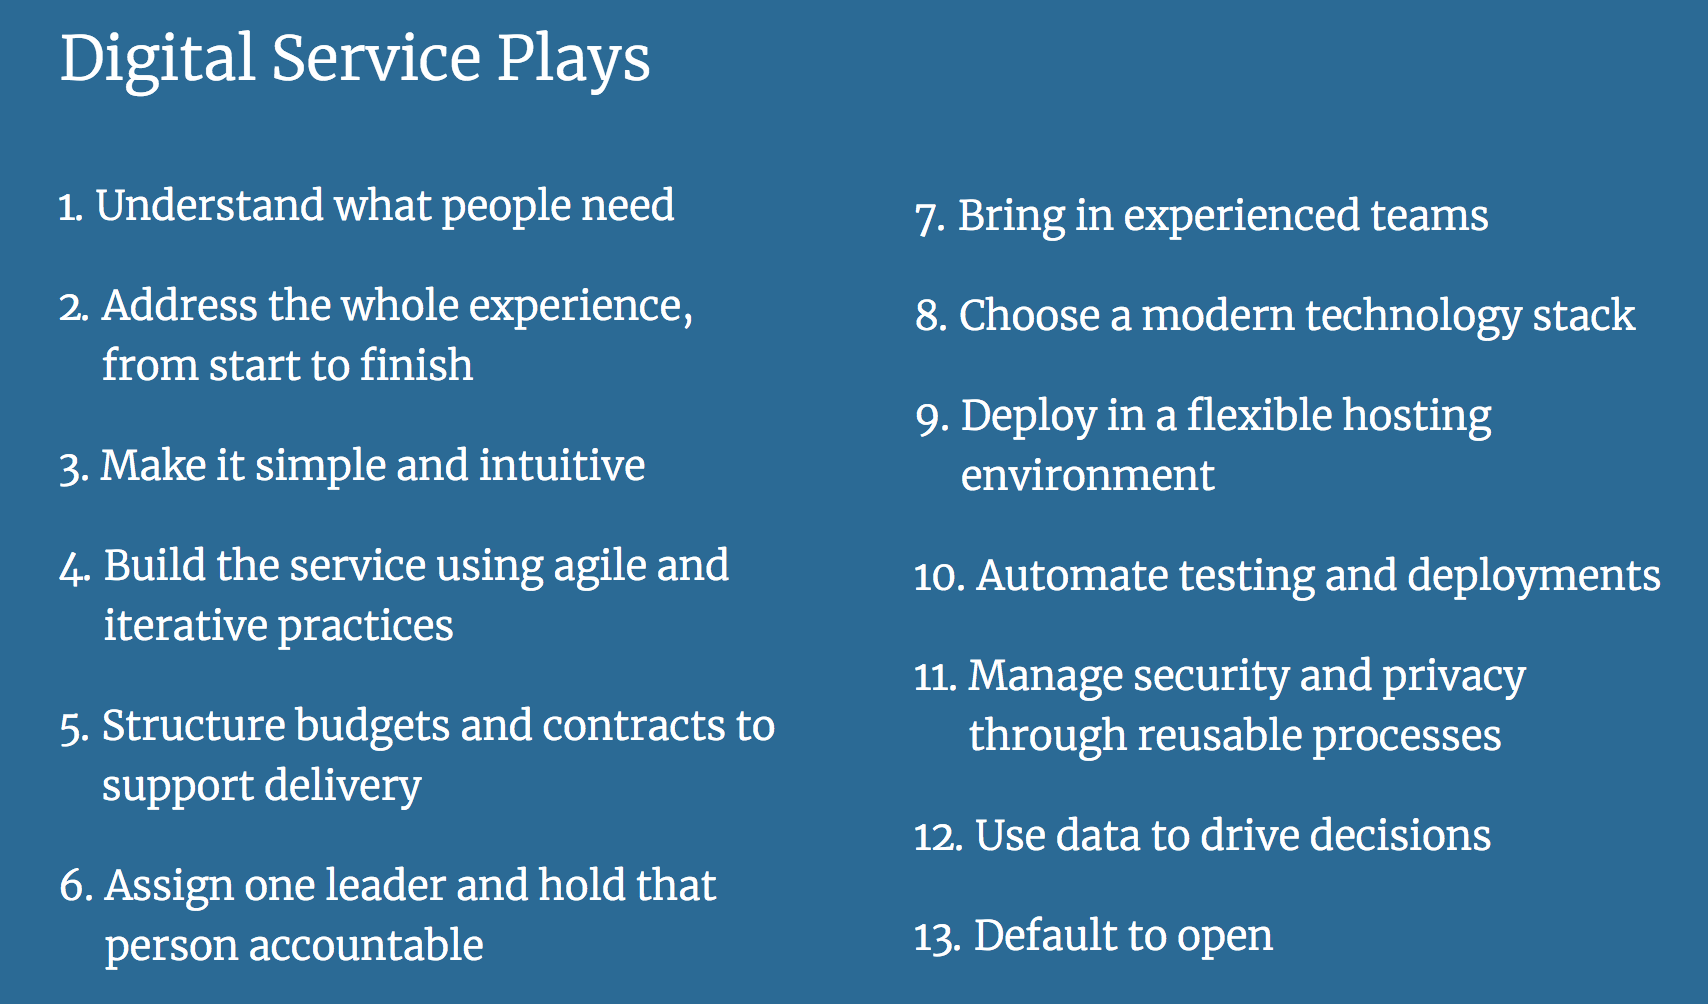 Digital Service Plays
1. Understand what people need
2. Address the whole experience,
from start to finish
3. Make it simple and intuitive
4. Build the service using agile and
iterative practices
5. Structure budgets and contracts to
support delivery
6. Assign one leader and hold that
person accountable
7. Bring in experienced teams
8. Choose a modern technology stack
9. Deploy in a flexible hosting
environment
10. Automate testing and deployments
11. Manage security and privacy
through reusable processes
12. Use data to drive decisions
13. Default to open